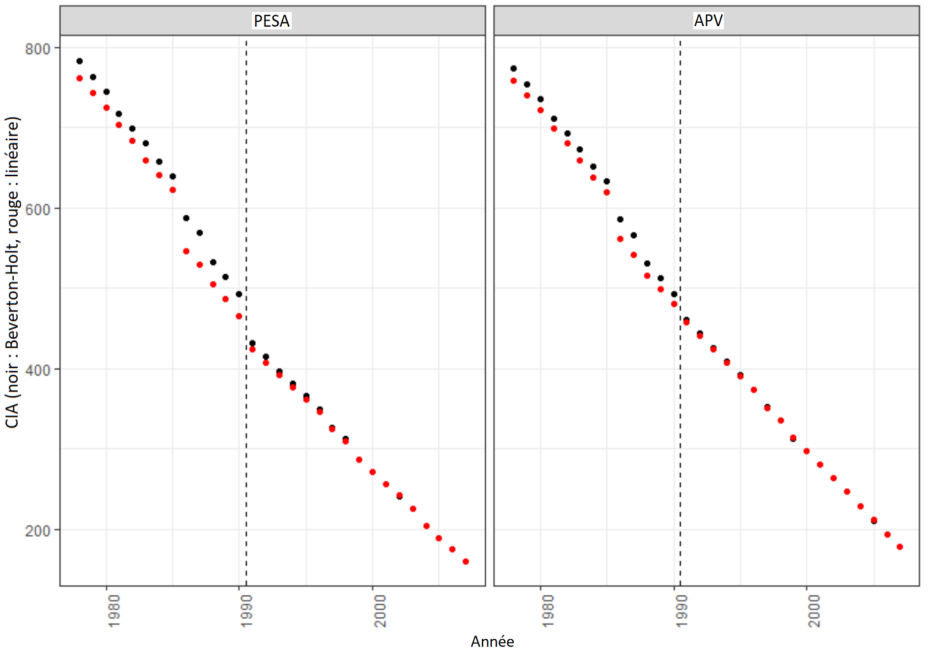 PESA
APV
CIA (noir : Beverton-Holt, rouge : linéaire)
800
600
400
200
1980
1990
2000
1980
1990
2000
Année